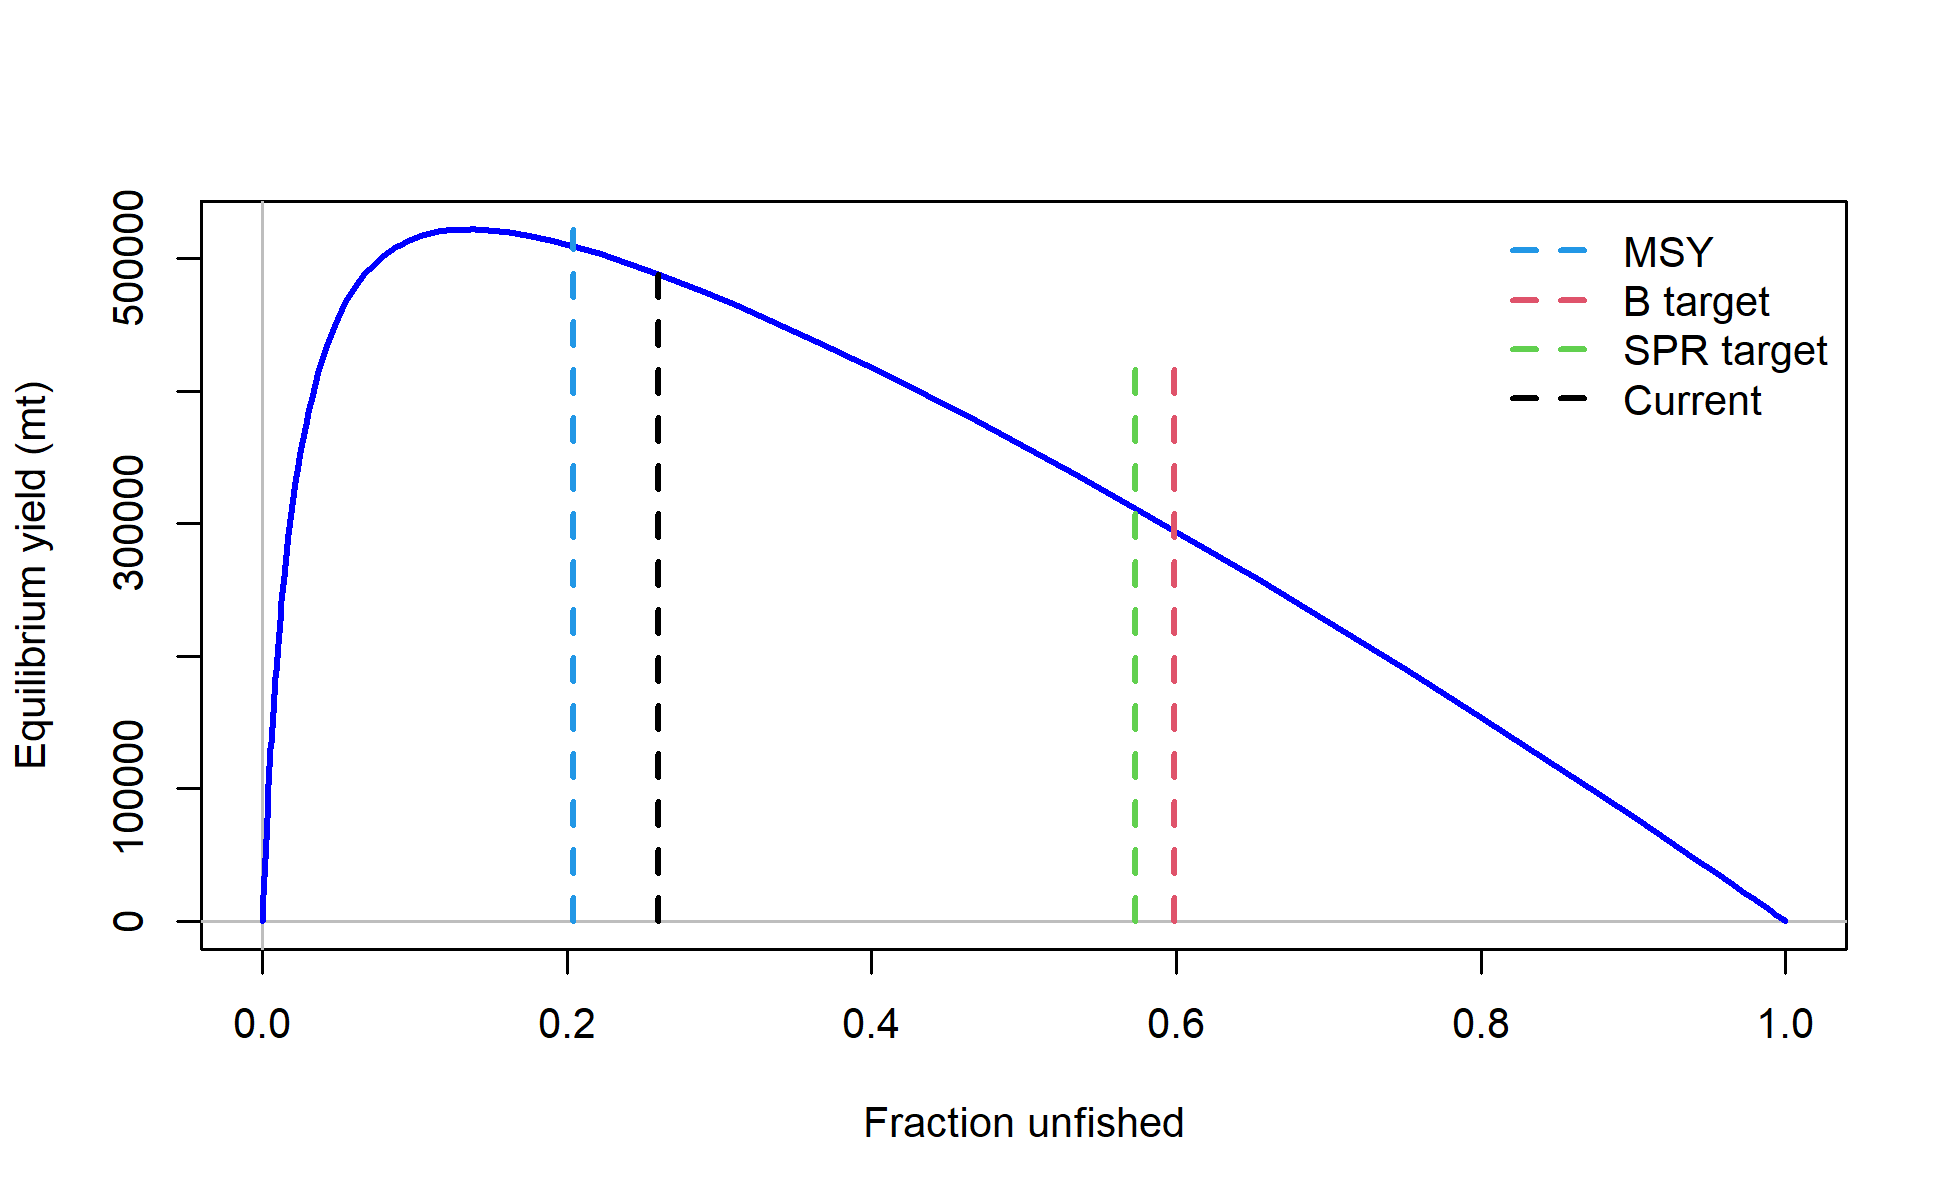 Equilibrium yield (mt)
500000
300000
100000
0
MSY
B target
SPR target
Current
0.0 0.2 0.4 0.6 0.8 1.0
Fraction unfished